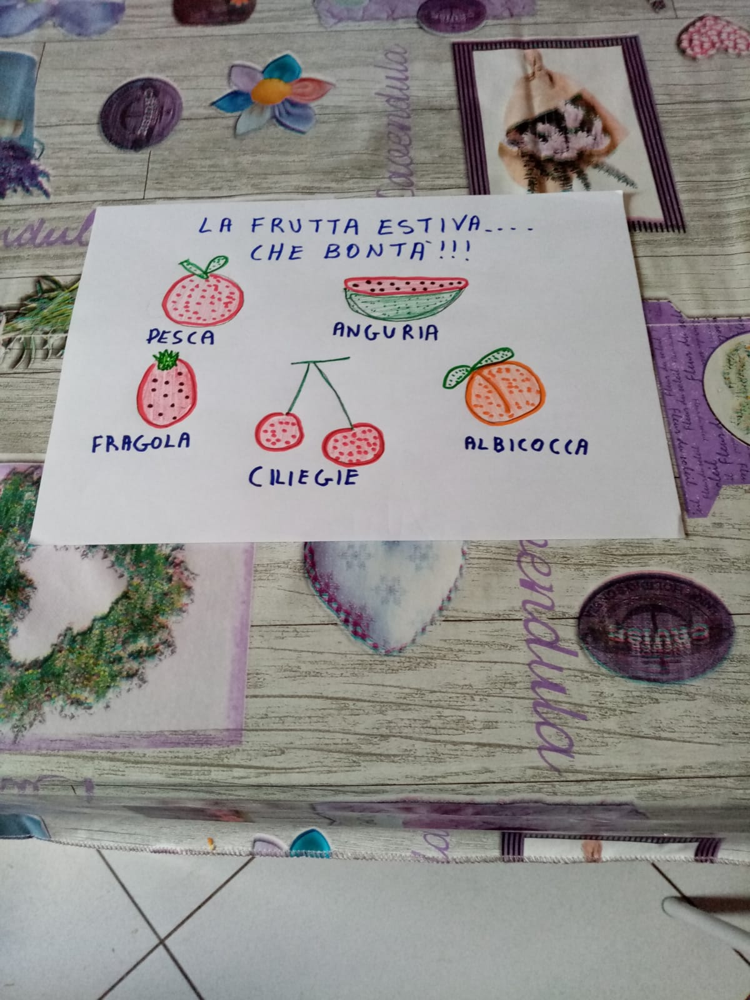 LA FRUTTA ESTIVA....
CHE BONTÀ!!!
PESCA
ANGURIA
FRAGOLA
CILIEGIE
ALBICOCCA